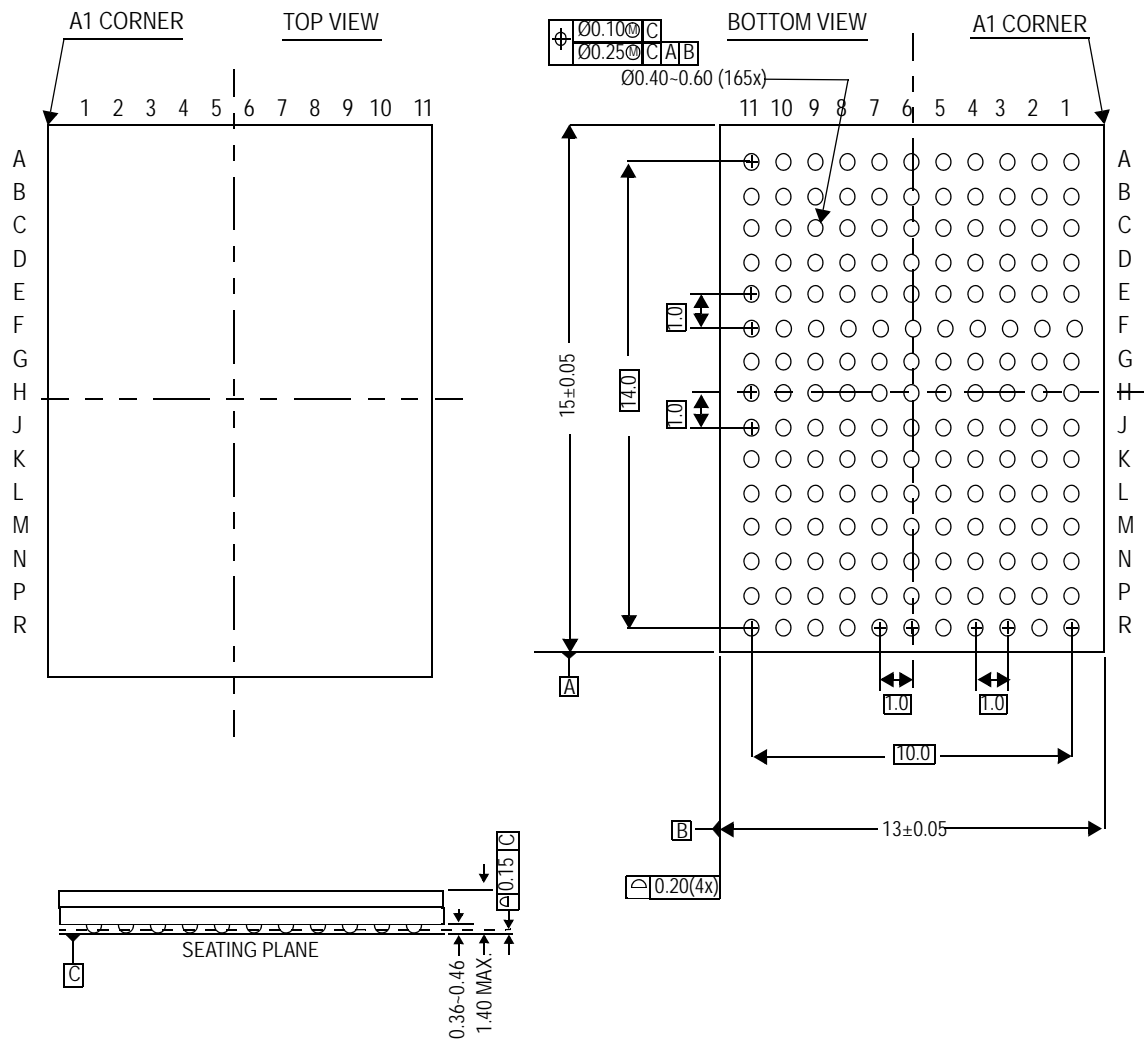 A1 CORNER
TOP VIEW
1 2 3 4 5 6 7 8 9 10 11
A
B
C
D
E
F
G
H
J
K
L
M
N
P
R
Ø0.10Ⓜ C
Ø0.25Ⓜ C A B
Ø0.40~0.60 (165x)
BOTTOM VIEW
A1 CORNER
11 10 9 8 7 6 5 4 3 2 1
A
B
C
D
E
F
G
H
J
K
L
M
N
P
R
15±0.05
14.0
1.0
1.0
A
1.0
1.0
10.0
B
13±0.05
0.20(4x)
0.15 C
SEATING PLANE
C
0.36~0.46
1.40 MAX.